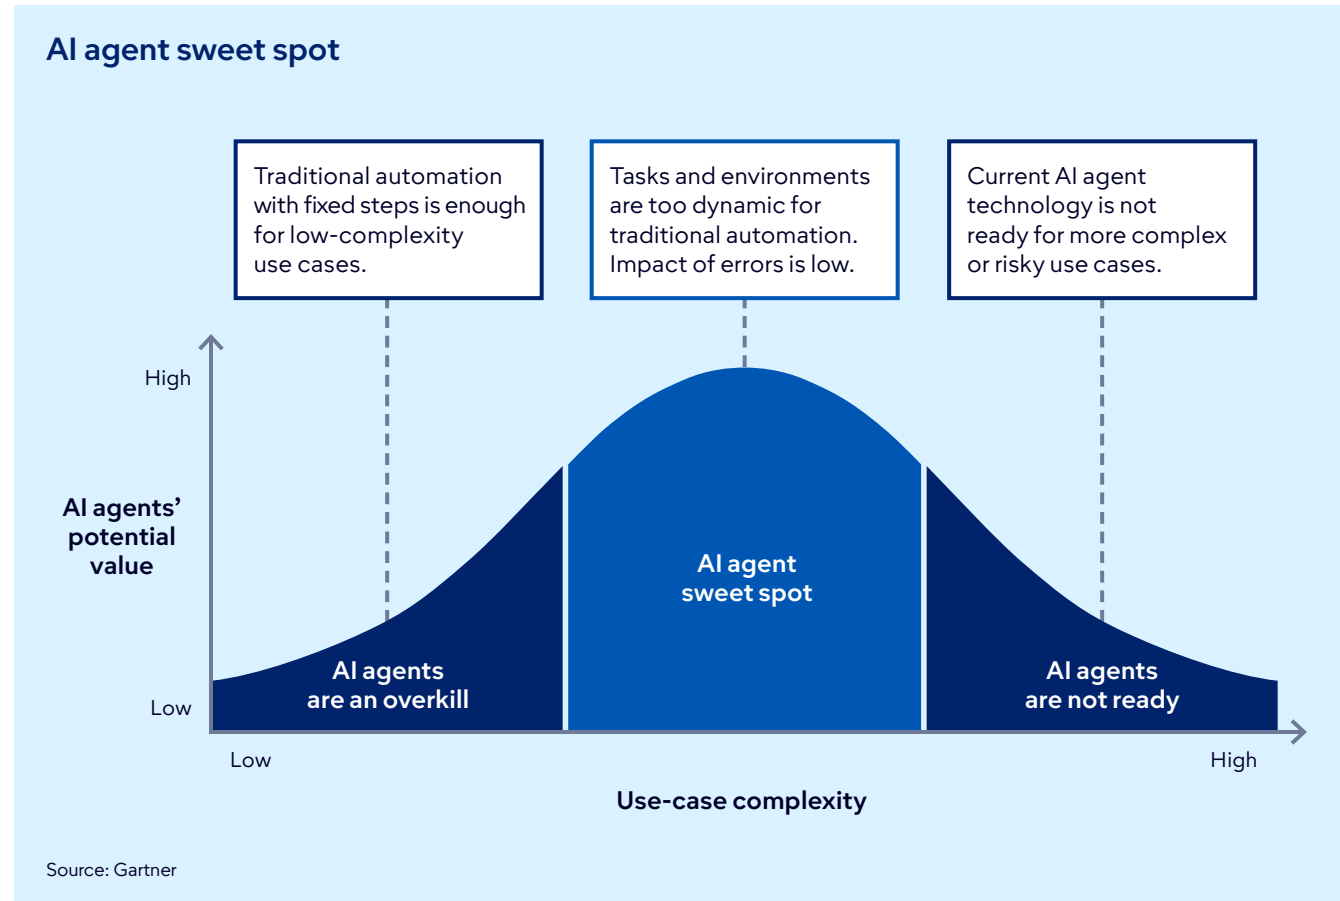 AI agent sweet spot
Traditional automation
with fixed steps is enough
for low-complexity
use cases.
Tasks and environments
are too dynamic for
traditional automation.
Impact of errors is low.
Current AI agent
technology is not
ready for more complex
or risky use cases.
High
AI agents’
potential
value
Low
AI agents
are an overkill
AI agent
sweet spot
AI agents
are not ready
Low
High
Use-case complexity
Source: Gartner